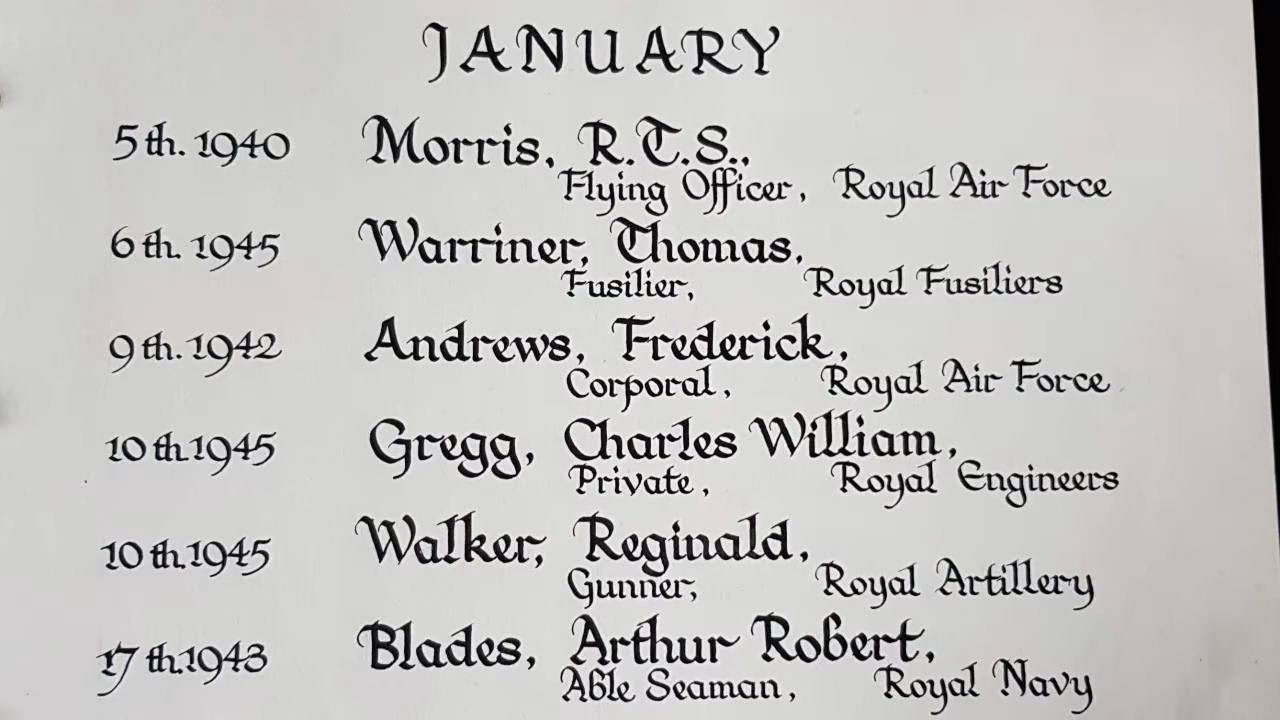 JANUARY
5th. 1940 Morris, R.T.S.,
Flying Officer, Royal Air Force
6th. 1945 Warriner, Thomas,
Fusilier, Royal Fusiliers
9th. 1942 Andrews, Frederick,
Corporal, Royal Air Force
10th 1945 Gregg, Charles William,
Private, Royal Engineers
10th. 1945 Walker, Reginald,
Gunner, Royal Artillery
17th. 1943 Blades, Arthur Robert,
Able Seaman, Royal Navy